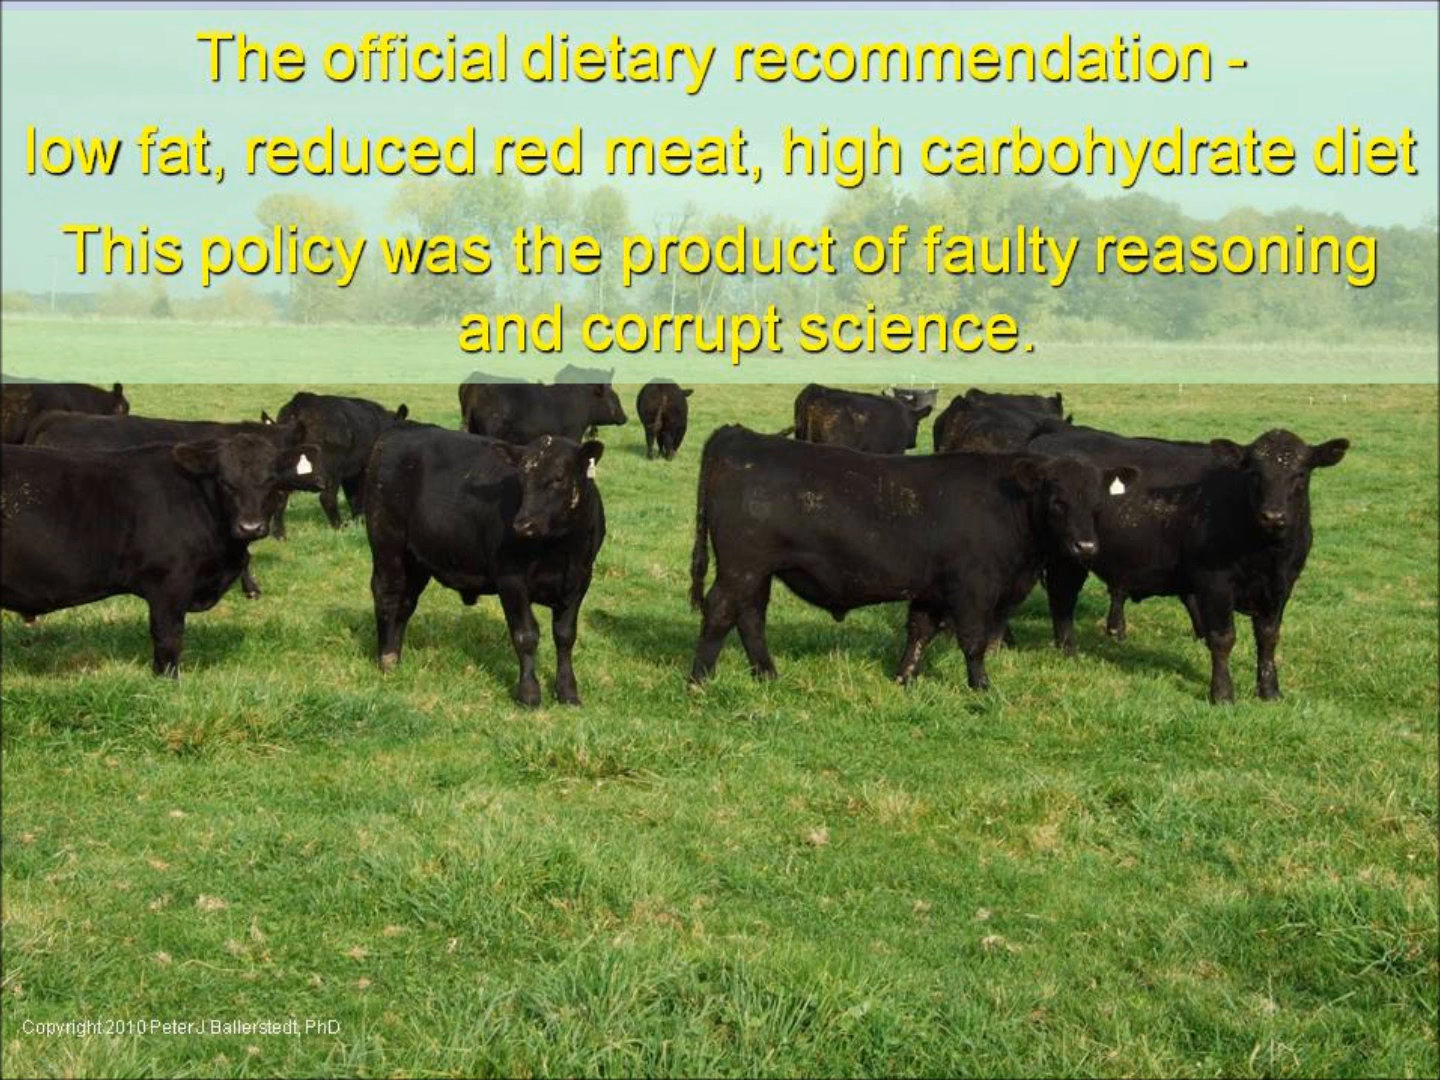 The official dietary recommendation -
low fat, reduced red meat, high carbohydrate diet
This policy was the product of faulty reasoning
and corrupt science.
Copyright 2010 Peter J Ballerstedt, PhD